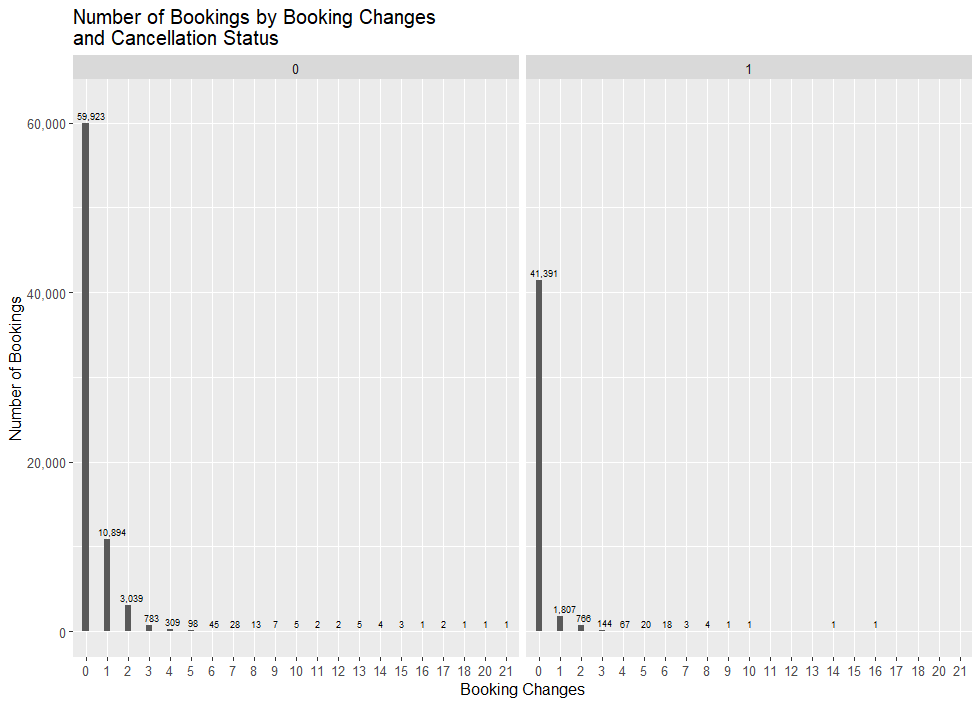 Number of Bookings by Booking Changes
and Cancellation Status
0
1
Number of Bookings
60,000
40,000
20,000
0
59,923
10,894
3,039
783 309 98 45 28 13 7 5 2 2 5 4 3 1 2 1 1 1
41,391
1,807
766
144 67 20 18 3 4 1 1 1 1
0 1 2 3 4 5 6 7 8 9 10 11 12 13 14 15 16 17 18 20 21
0 1 2 3 4 5 6 7 8 9 10 11 12 13 14 15 16 17 18 20 21
Booking Changes